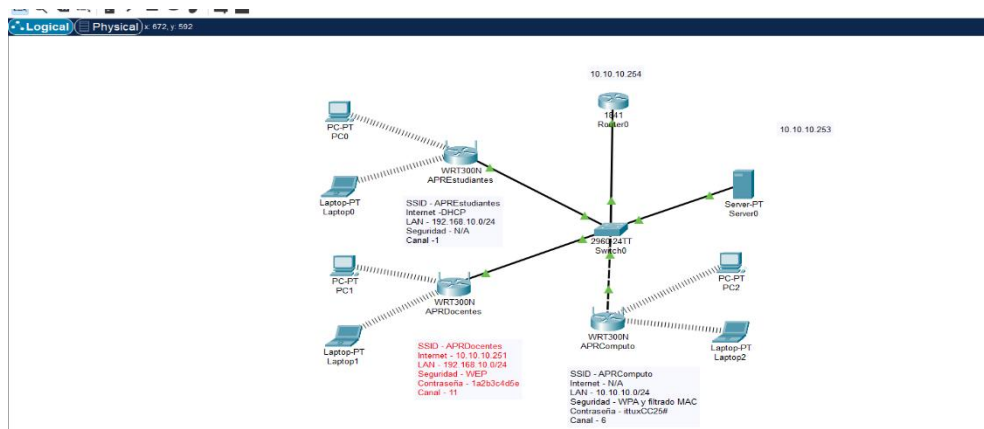 Logical Physical x: 672, y: 592
10.10.10.254
1841
Router0
10.10.10.253
PC-PT
PC0
WRT300N
APREstudiantes
Laptop-PT
Laptop0
SSID - APREstudiantes
Internet -DHCP
LAN - 192.168.10.0/24
Seguridad - N/A
Canal -1
Server-PT
Server0
2960-24TT
Switch0
PC-PT
PC1
WRT300N
APRDocentes
Laptop-PT
Laptop1
SSID - APRDocentes
Internet - 10.10.10.251
LAN - 192.168.10.0/24
Seguridad - WEP
Contraseña - 1a2b3c4d5e
Canal - 11
PC-PT
PC2
WRT300N
APRComputo
Laptop-PT
Laptop2
SSID - APRComputo
Internet - N/A
LAN - 10.10.10.0/24
Seguridad - WPA y filtrado MAC
Contraseña - ittuxCC25#
Canal - 6